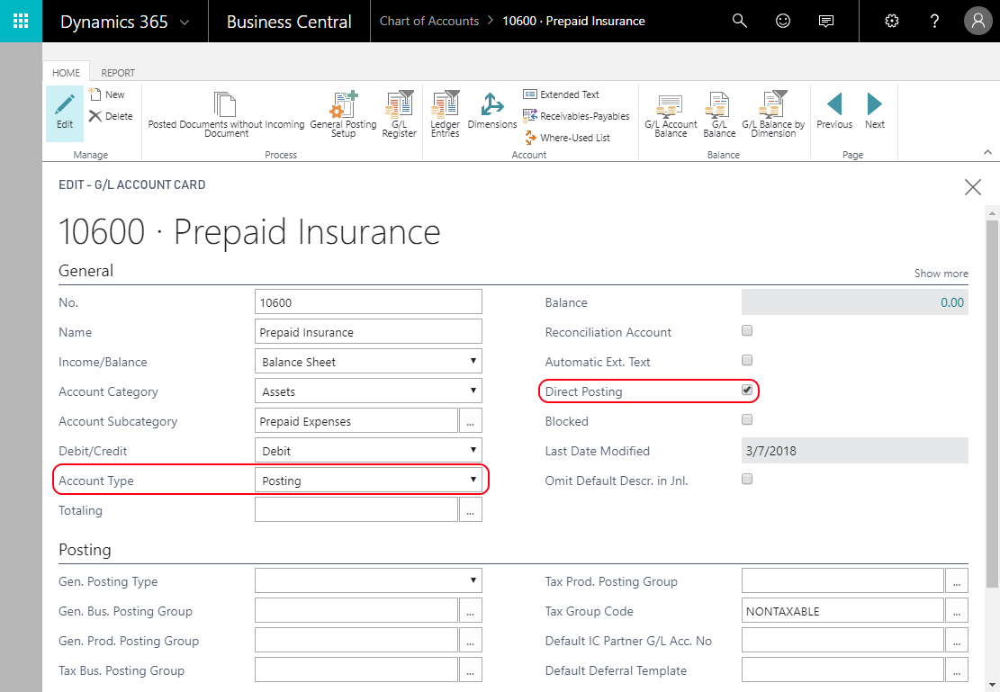 Dynamics 365
Business Central
Chart of Accounts > 10600 · Prepaid Insurance
?
HOME
REPORT
Edit
New
Delete
Manage
Posted Documents without Incoming
Document
General Posting
Setup
G/L
Register
Process
Ledger
Entries
Dimensions
Extended Text
Receivables-Payables
Where-Used List
Account
G/L Account
Balance
G/L
Balance
G/L Balance by
Dimension
Balance
Previous
Next
Page
EDIT - G/L ACCOUNT CARD
10600 · Prepaid Insurance
General
Show more
No.
10600
Name
Prepaid Insurance
Income/Balance
Balance Sheet
Account Category
Assets
Account Subcategory
Prepaid Expenses
...
Debit/Credit
Debit
Account Type
Posting
Totaling
...
Balance
0.00
Reconciliation Account
Automatic Ext. Text
Direct Posting
Blocked
Last Date Modified
3/7/2018
Omit Default Descr. in Jnl.
Posting
Gen. Posting Type
Gen. Bus. Posting Group
...
Gen. Prod. Posting Group
...
Tax Bus. Posting Group
...
Tax Prod. Posting Group
...
Tax Group Code
NONTAXABLE
...
Default IC Partner G/L Acc. No
...
Default Deferral Template
...